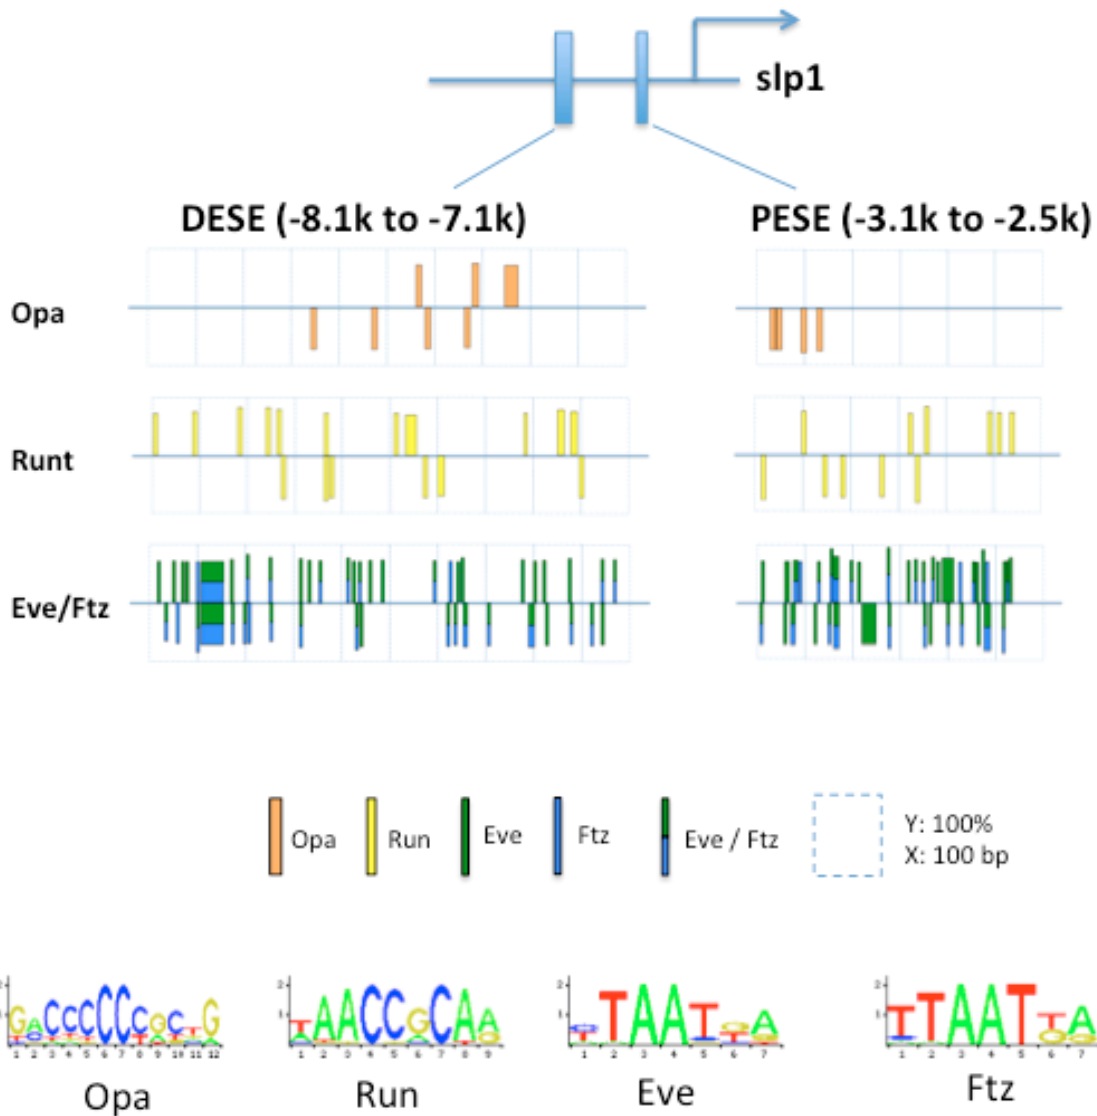 slp1
DESE (-8.1k to -7.1k)
PESE (-3.1k to -2.5k)
Opa
Runt
Eve/Ftz
Opa
Run
Eve
Ftz
Eve / Ftz
Y: 100%
X: 100 bp
Opa
Run
Eve
Ftz